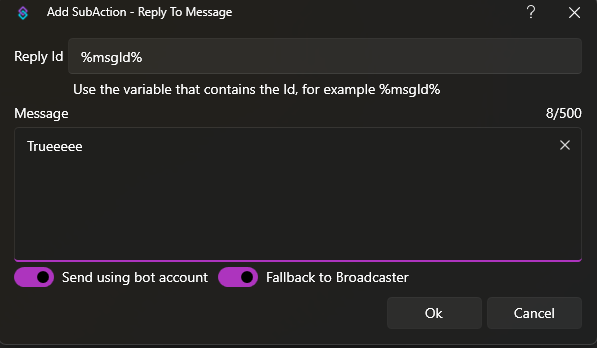 Add SubAction - Reply To Message ?
Reply Id %msgId%
Use the variable that contains the Id, for example %msgId%
Message 8/500
Trueeeee
Send using bot account Fallback to Broadcaster
Ok Cancel